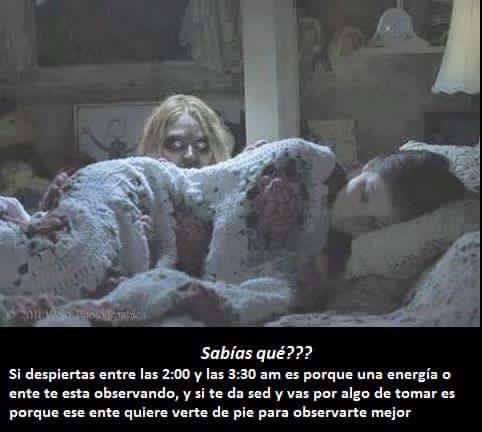 © 2011
Sabías qué???
Si despiertas entre las 2:00 y las 3:30 am es porque una energía o
ente te esta observando, y si te da sed y vas por algo de tomar es
porque ese ente quiere verte de pie para observarte mejor